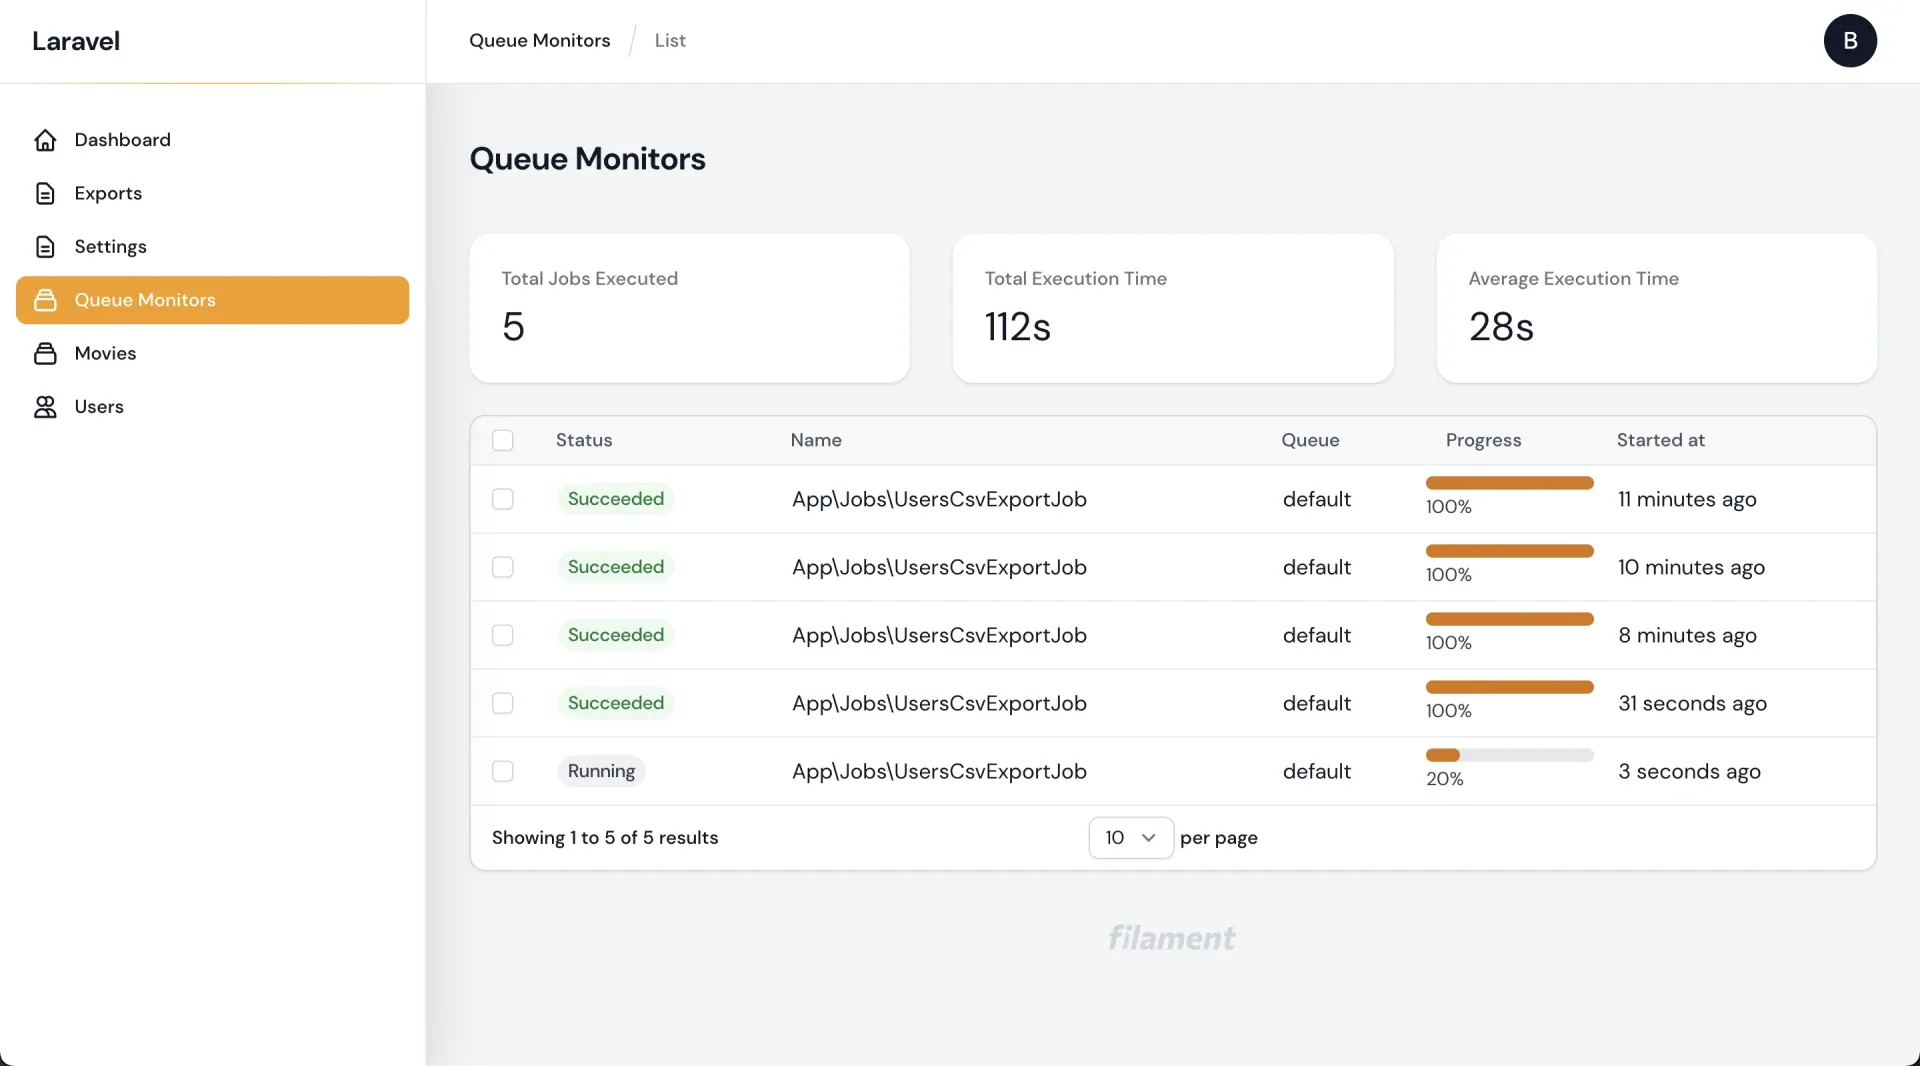 Laravel
Queue Monitors / List
B
Dashboard
Exports
Settings
Queue Monitors
Movies
Users
Queue Monitors
Total Jobs Executed
5
Total Execution Time
112s
Average Execution Time
28s
Status Name Queue Progress Started at
Succeeded App\Jobs\UsersCsvExportJob default 100% 11 minutes ago
Succeeded App\Jobs\UsersCsvExportJob default 100% 10 minutes ago
Succeeded App\Jobs\UsersCsvExportJob default 100% 8 minutes ago
Succeeded App\Jobs\UsersCsvExportJob default 100% 31 seconds ago
Running App\Jobs\UsersCsvExportJob default 20% 3 seconds ago
Showing 1 to 5 of 5 results 10 per page
filament